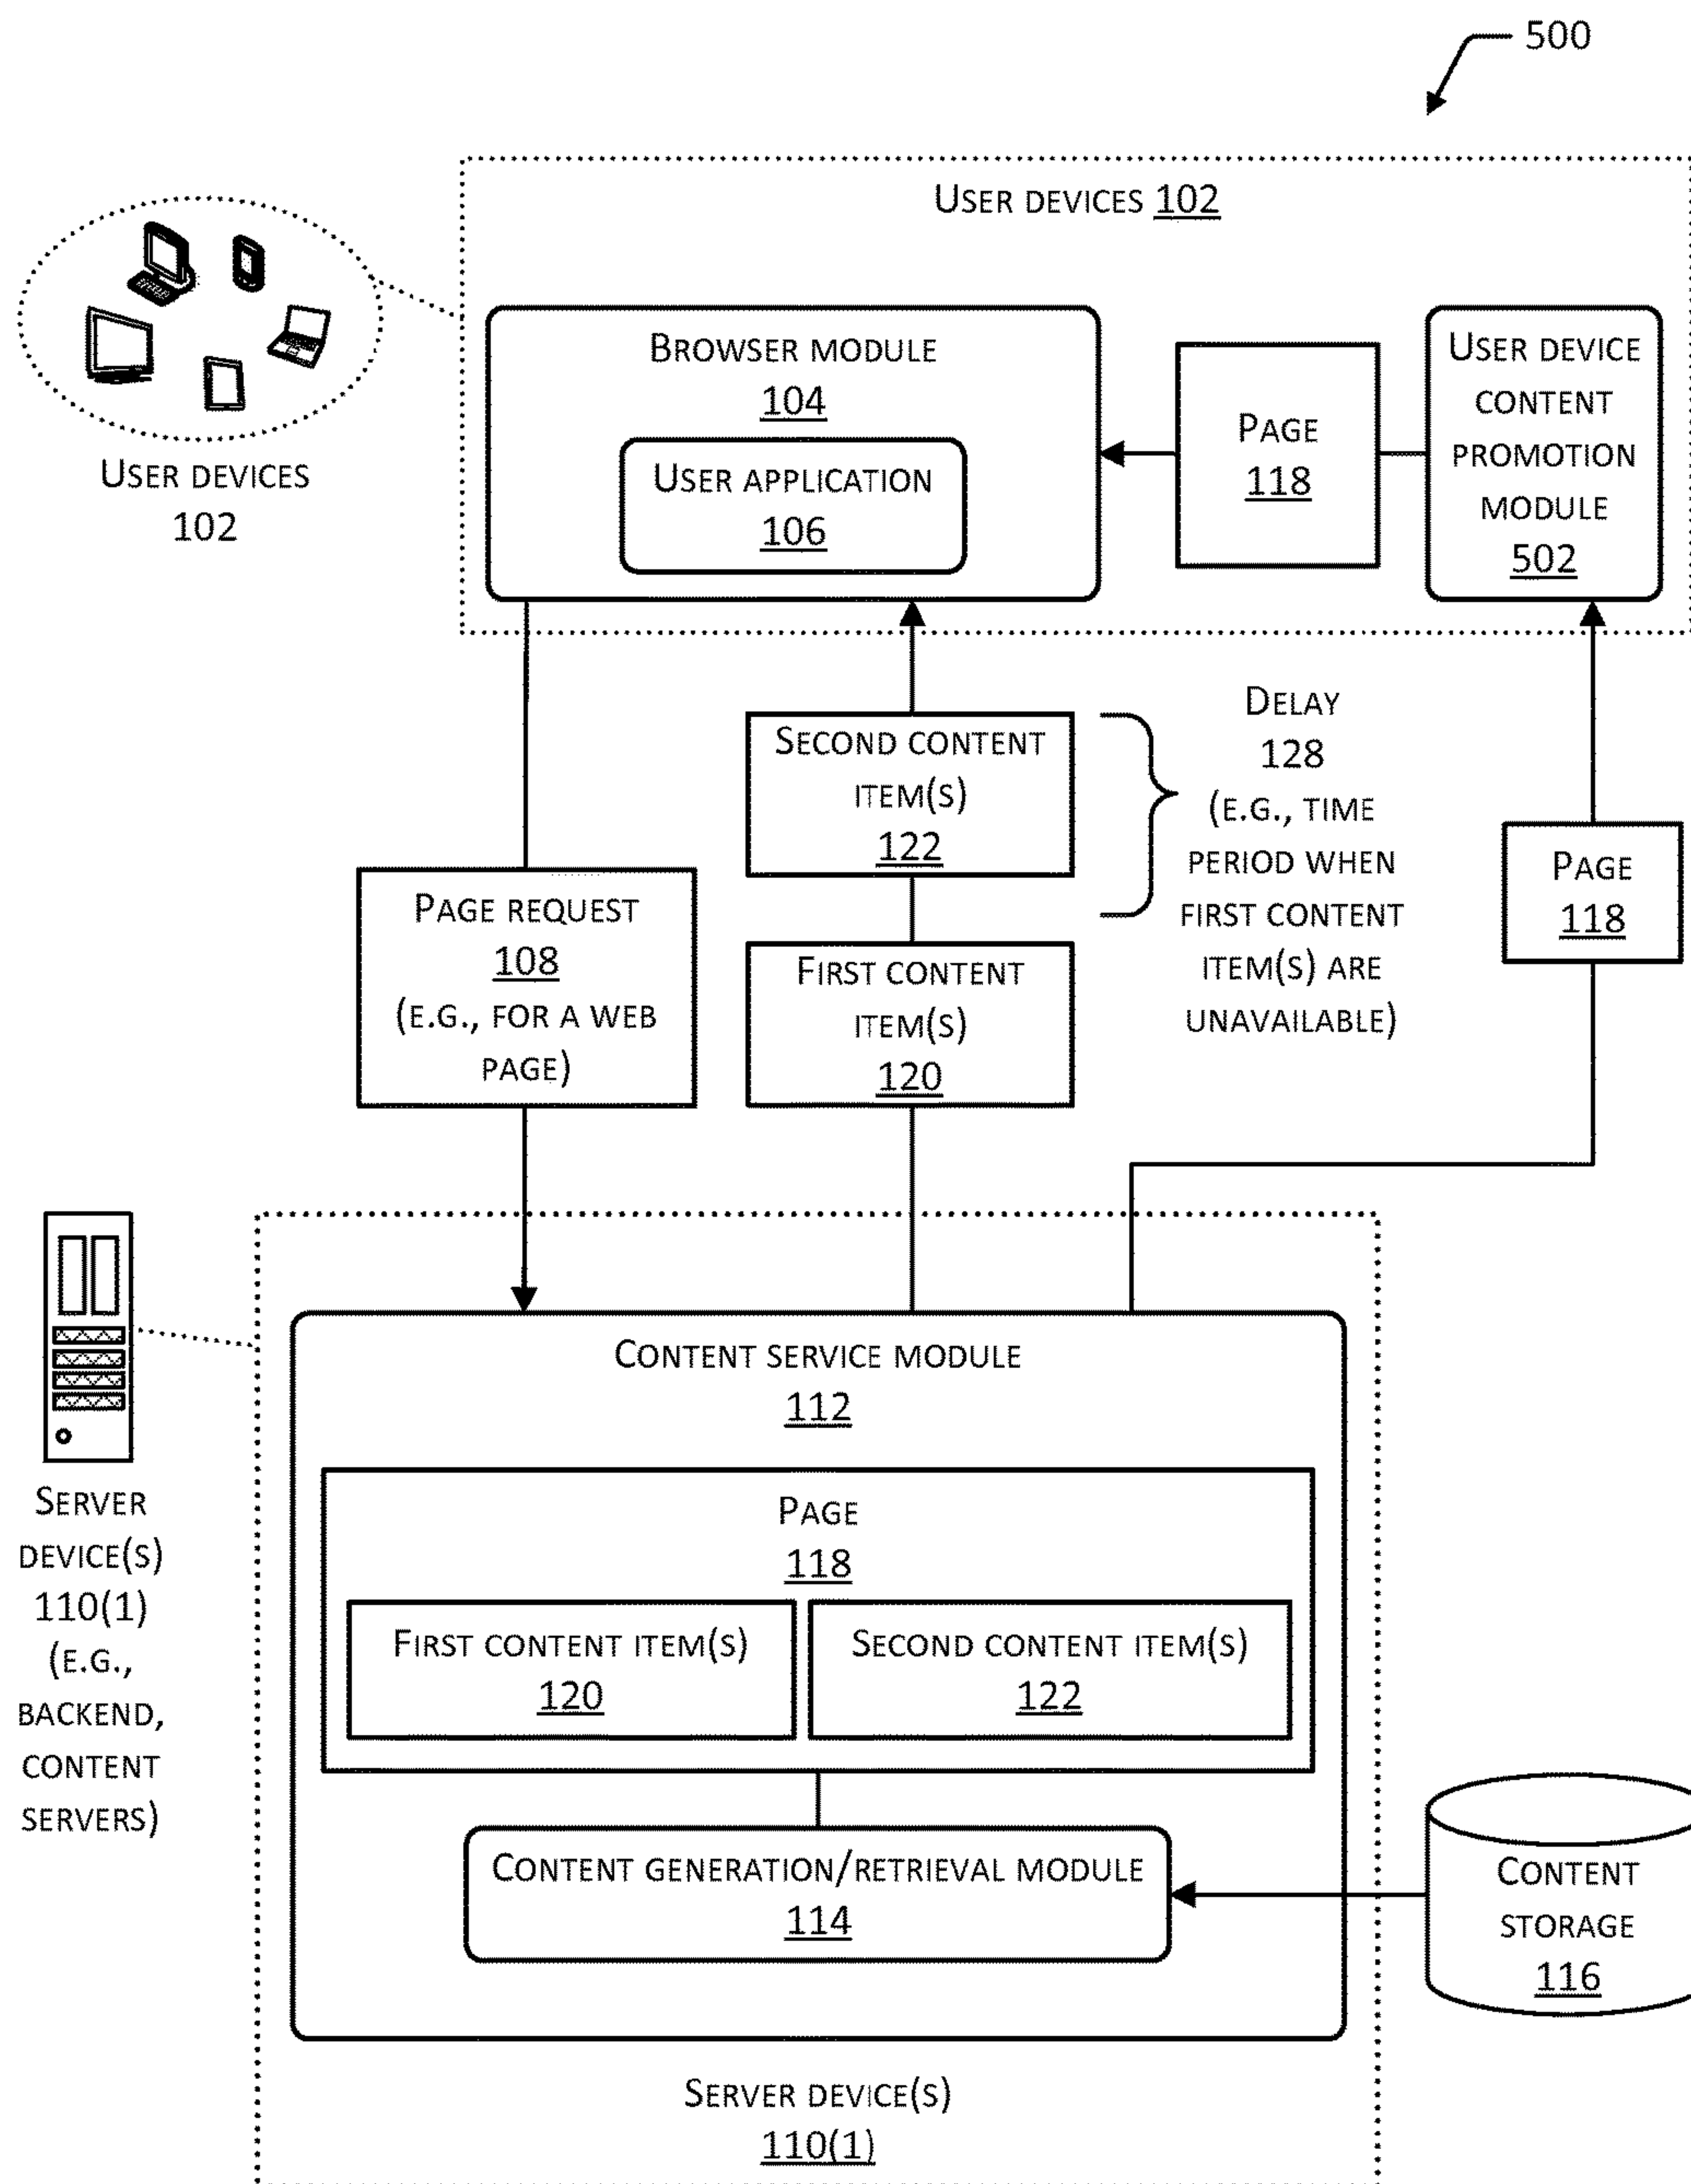 500
User devices 102
User devices
102
Browser module
104
User application
106
Page
118
User device
content
promotion
module
502
Second content
item(s)
122
Delay
128
(e.g., time
period when
first content
item(s) are
unavailable)
Page request
108
(e.g., for a web
page)
First content
item(s)
120
Page
118
Server
device(s)
110(1)
(e.g.,
backend,
content
servers)
Content service module
112
Page
118
First content item(s)
120
Second content item(s)
122
Content generation/retrieval module
114
Content
storage
116
Server device(s)
110(1)